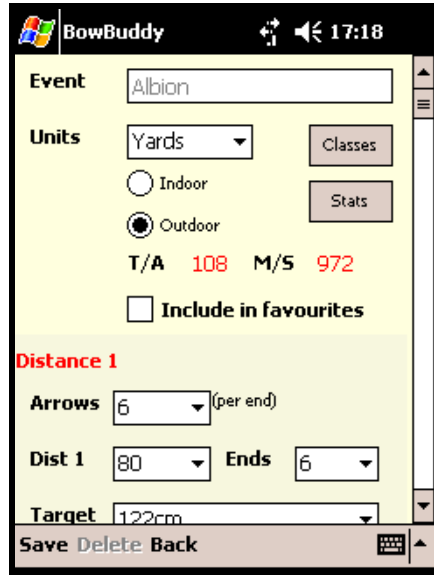 BowBuddy 17:18
Event Albion
Units Yards Classes
Indoor
Stats
Outdoor
T/A 108 M/S 972
Include in favourites
Distance 1
Arrows 6 (per end)
Dist 1 80 Ends 6
Target 122cm
Save Delete Back